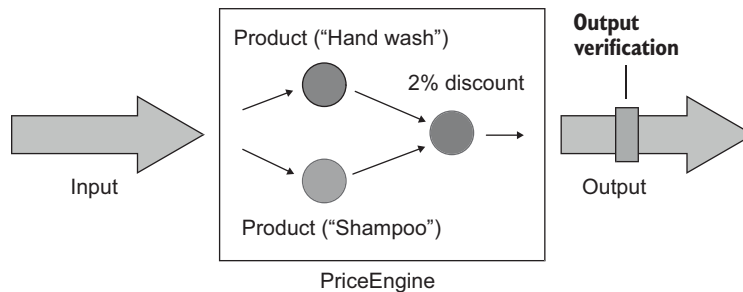 Output
verification
Product (“Hand wash”)
2% discount
Input
Output
Product (“Shampoo”)
PriceEngine